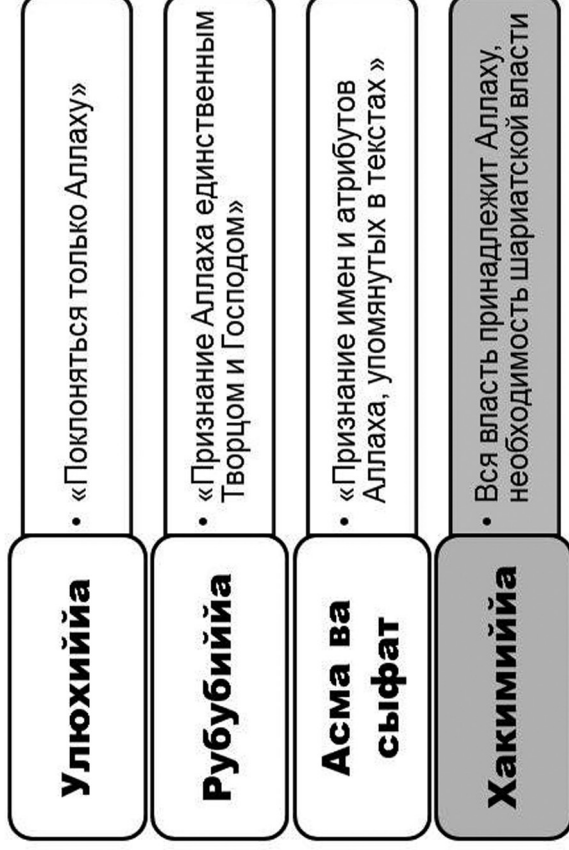 Улюхиййа
• «Поклоняться только Аллаху»
Рубубиййа
• «Признание Аллаха единственным
Творцом и Господом»
Асма ва
сыфат
• «Признание имен и атрибутов
Аллаха, упомянутых в текстах »
Хакимиййа
• Вся власть принадлежит Аллаху,
необходимость шариатской власти